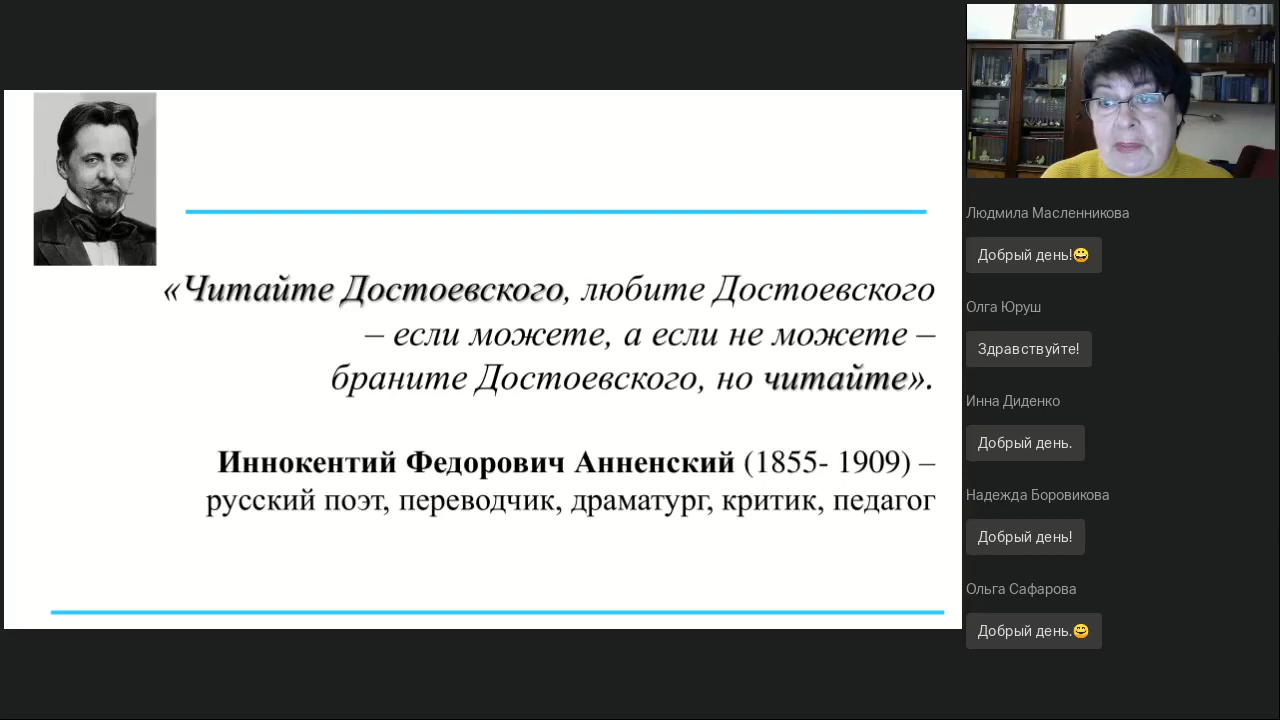 «Читайте Достоевского, любите Достоевского
– если можете, а если не можете –
браните Достоевского, но читайте».
Иннокентий Федорович Анненский (1855- 1909) –
русский поэт, переводчик, драматург, критик, педагог
Людмила Масленникова
Добрый день!😀
Олга Юруш
Здравствуйте!
Инна Диденко
Добрый день.
Надежда Боровикова
Добрый день!
Ольга Сафарова
Добрый день.😊